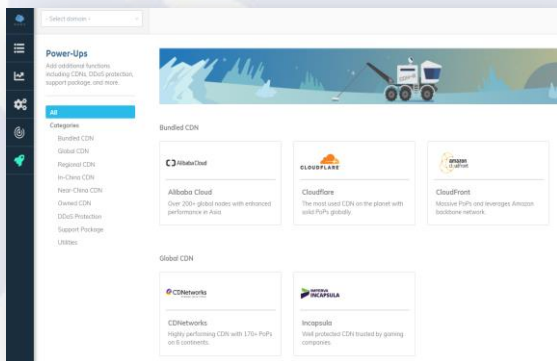 - Select domain -
Power-Ups
Add additional functions
including CDNs, DDoS protection,
support package, and more.
All
Categories
Bundled CDN
Global CDN
Regional CDN
In-China CDN
Near-China CDN
Owned CDN
DDoS Protection
Support Package
Utilities
Bundled CDN
Alibaba Cloud
Alibaba Cloud
Over 200+ global nodes with enhanced
performance in Asia
CLOUDFLARE
Cloudflare
The most used CDN on the planet with
solid PoPs globally.
amazon
CloudFront
CloudFront
Massive PoPs and leverages Amazon
backbone network.
Global CDN
CDNetworks
CDNetworks
Highly performing CDN with 170+ PoPs
on 6 continents.
IMPERVA
INCAPSULA
Incapsula
Well protected CDN trusted by gaming
companies.